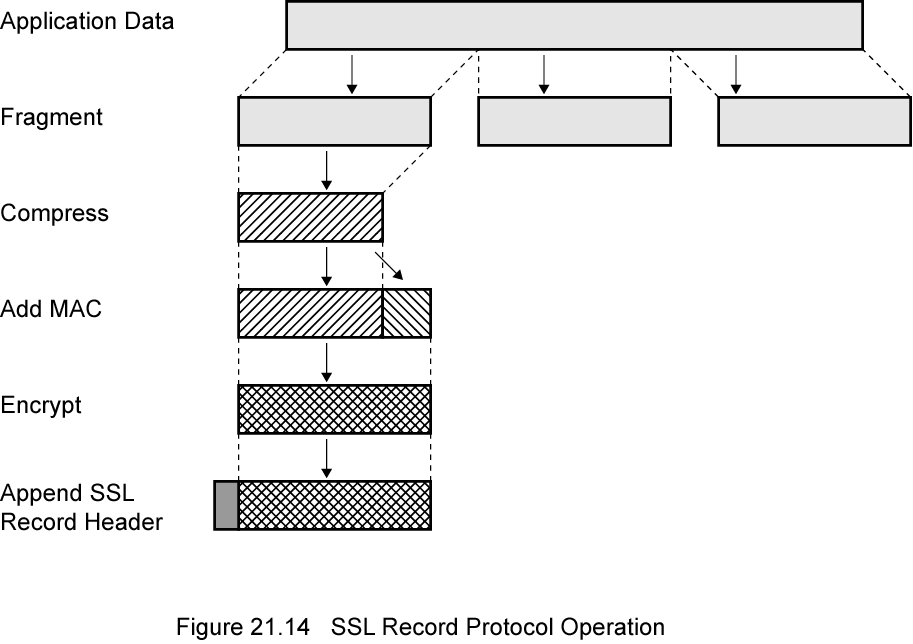 Application Data
Fragment
Compress
Add MAC
Encrypt
Append SSL
Record Header
Figure 21.14 SSL Record Protocol Operation